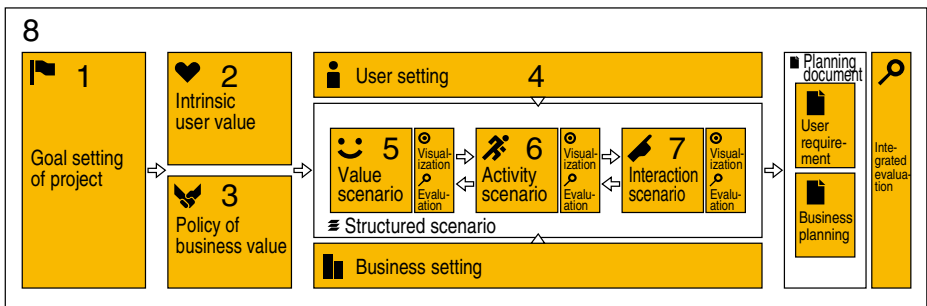 8
1
Goal setting
of project
2
Intrinsic
user value
3
Policy of
business value
User setting
4
5
Value
scenario
Visual-
ization
Evalu-
ation
6
Activity
scenario
Visual-
ization
Evalu-
ation
7
Interaction
scenario
Visual-
ization
Evalu-
ation
Structured scenario
Business setting
Planning
document
User
require-
ment
Business
planning
Inte-
grated
evalua-
tion